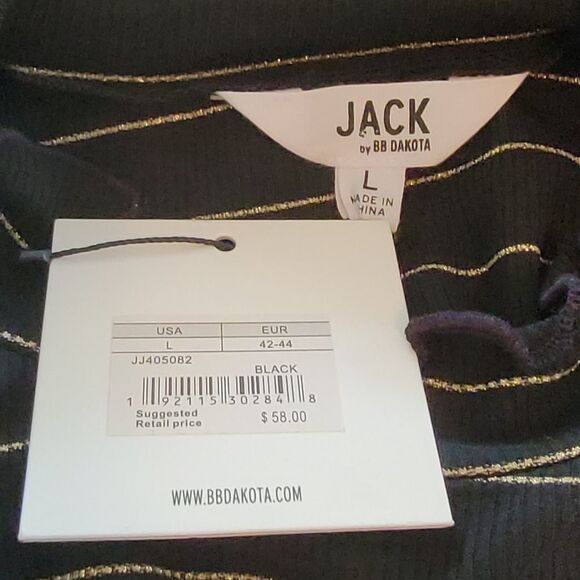 JACK
by BB DAKOTA
L
MADE IN
CHINA
USA EUR
L 42-44
JJ405082
BLACK
1 92115 30284 8
Suggested
Retail price $ 58.00
WWW.BBDAKOTA.COM